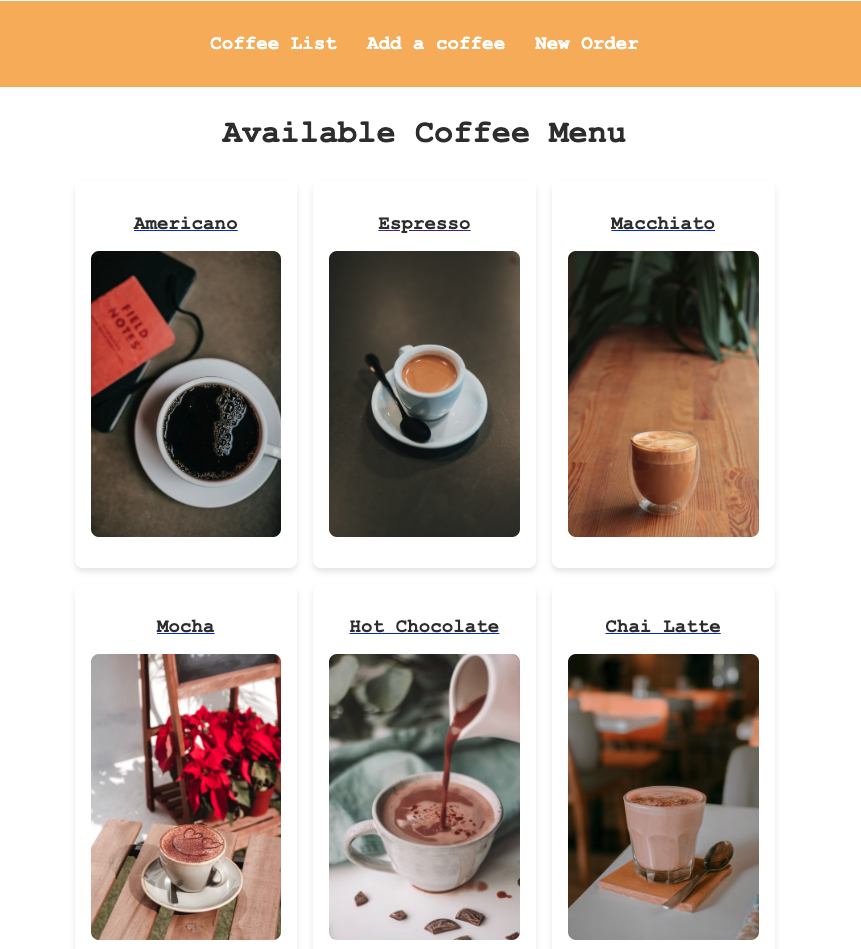 Coffee List Add a coffee New Order
Available Coffee Menu
Americano Espresso Macchiato
FIELD
NOTES
Mocha Hot Chocolate Chai Latte